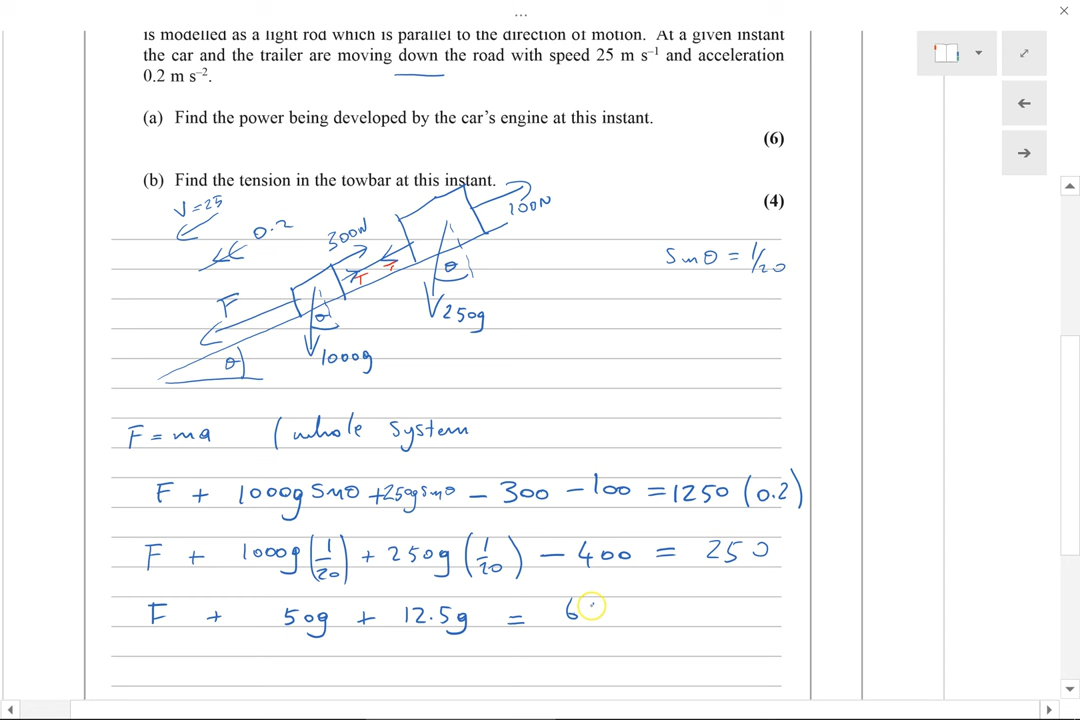 is modelled as a light rod which is parallel to the direction of motion. At a given instant
the car and the trailer are moving down the road with speed 25 m s⁻¹ and acceleration
0.2 m s⁻².
(a) Find the power being developed by the car's engine at this instant.
(6)
(b) Find the tension in the towbar at this instant.
(4)
V=25
0.2
300N
100N
Sinθ = 1/20
T T
θ
F
θ
250g
θ
1000g
F = ma (whole system
F + 1000g Sinθ + 250g sinθ - 300 - 100 = 1250 (0.2)
F + 1000g (1/20) + 250g (1/20) - 400 = 250
F + 50g + 12.5g = 6